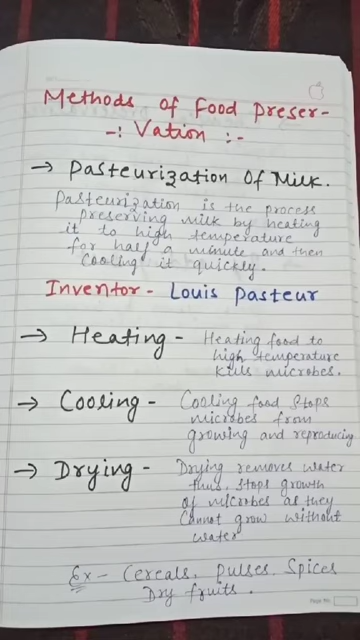 Methods of Food Preser-
-: Vation :-
→ Pasteurization Of Milk.
Pasteurization is the process
preserving milk by heating
it to high temperature
for half a minute and then
Cooling it quickly.
Inventor - Louis Pasteur
→ Heating - Heating food to
high temperature
kills microbes.
→ Cooling - Cooling food stops
microbes from
growing and reproducing
→ Drying - Drying removes water
thus, stops growth
of microbes as they
Cannot grow without
water
Ex - Cereals, pulses, Spices
Dry fruits.